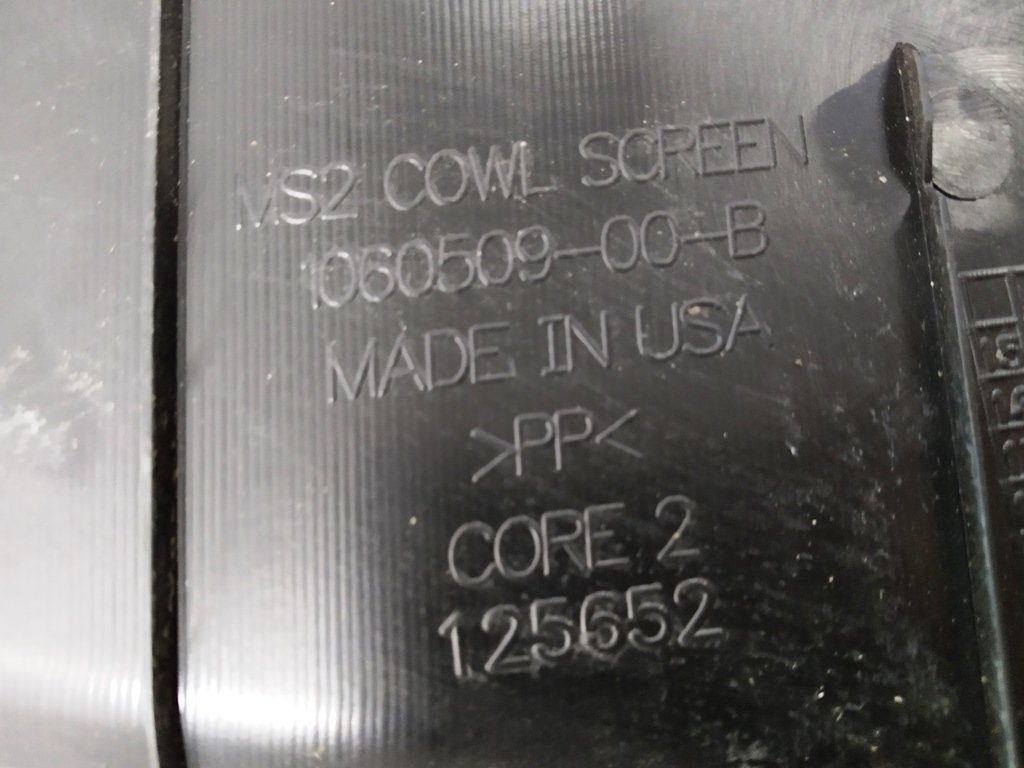 MS2 COWL SCREEN
1060509-00-B
MADE IN USA
>PP<
CORE 2
125652